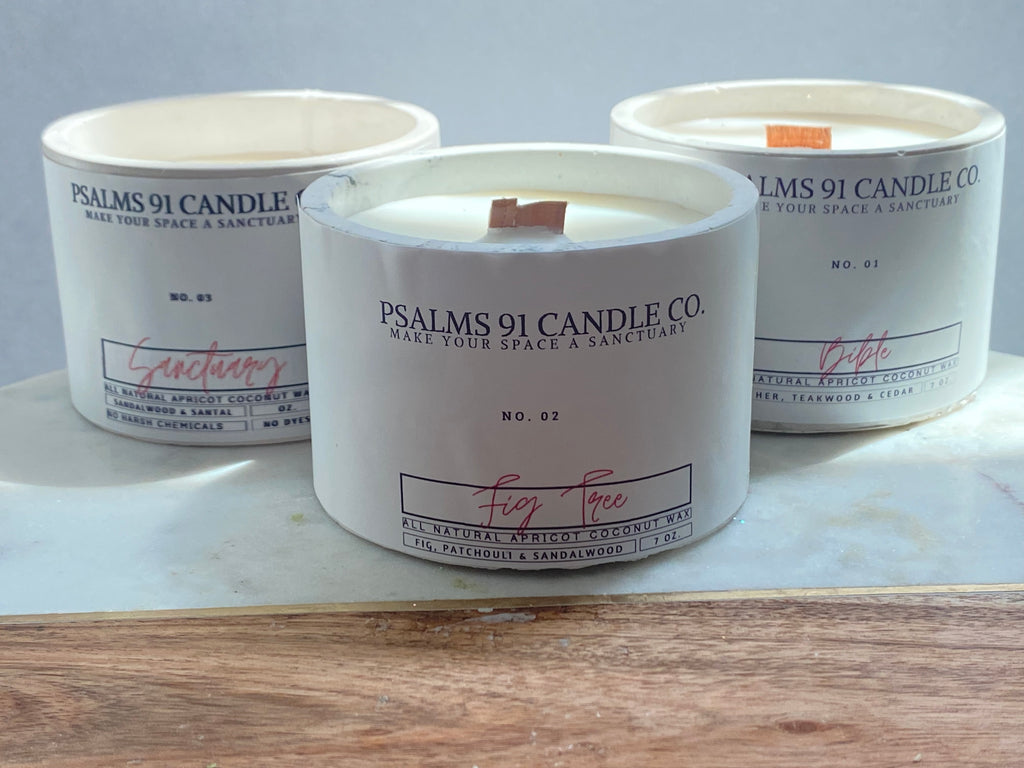 PSALMS 91 CANDLE
MAKE YOUR SPACE A SANCTUARY
NO. 03
Sanctuary
ALL NATURAL APRICOT COCONUT
SANDALWOOD & SANTAL
OZ.
NO HARSH CHEMICALS
NO DYES
PSALMS 91 CANDLE CO.
MAKE YOUR SPACE A SANCTUARY
NO. 02
Fig Tree
ALL NATURAL APRICOT COCONUT WAX
FIG, PATCHOULI & SANDALWOOD
7 OZ.
ALMS 91 CANDLE CO.
E YOUR SPACE A SANCTUARY
NO. 01
Bible
NATURAL APRICOT COCONUT WAX
HER, TEAKWOOD & CEDAR
7 OZ.